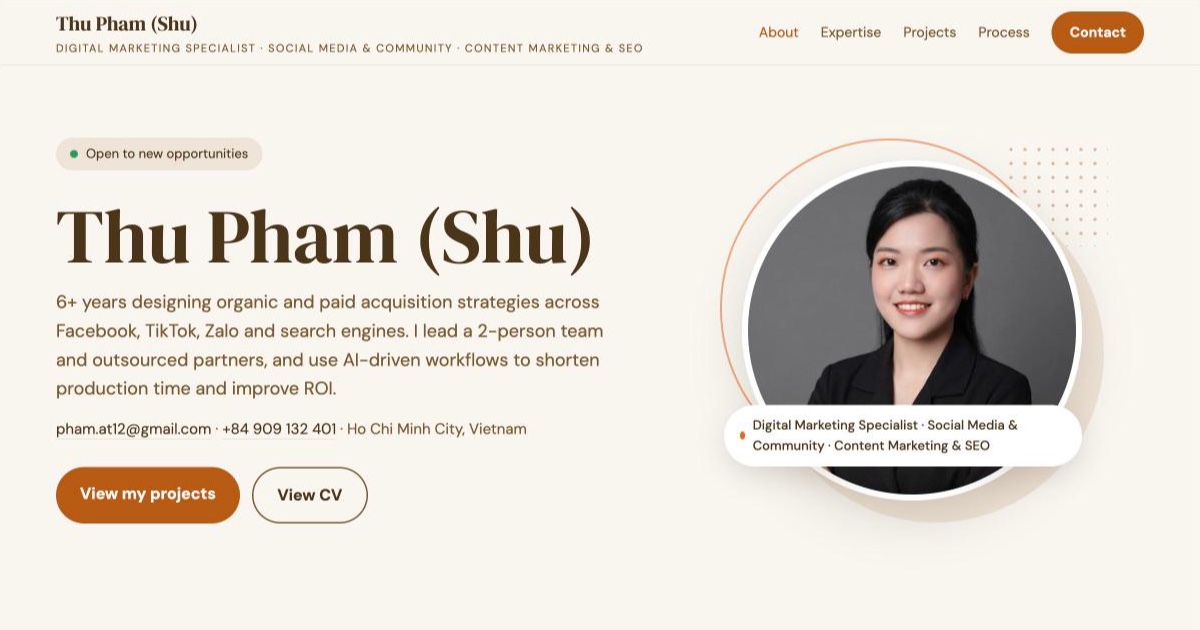 Thu Pham (Shu)
DIGITAL MARKETING SPECIALIST · SOCIAL MEDIA & COMMUNITY · CONTENT MARKETING & SEO
About
Expertise
Projects
Process
Contact
Open to new opportunities
Thu Pham (Shu)
6+ years designing organic and paid acquisition strategies across
Facebook, TikTok, Zalo and search engines. I lead a 2-person team
and outsourced partners, and use AI-driven workflows to shorten
production time and improve ROI.
pham.at12@gmail.com · +84 909 132 401 · Ho Chi Minh City, Vietnam
View my projects
View CV
Digital Marketing Specialist · Social Media &
Community · Content Marketing & SEO